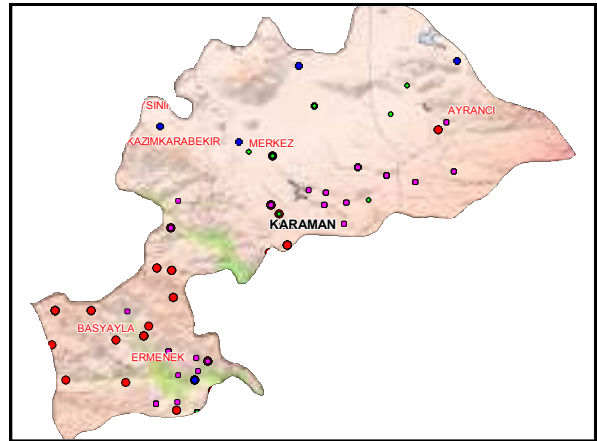 AYRANCI
KAZIMKARABEKIR
MERKEZ
KARAMAN
BASYAYLA
ERMENEK